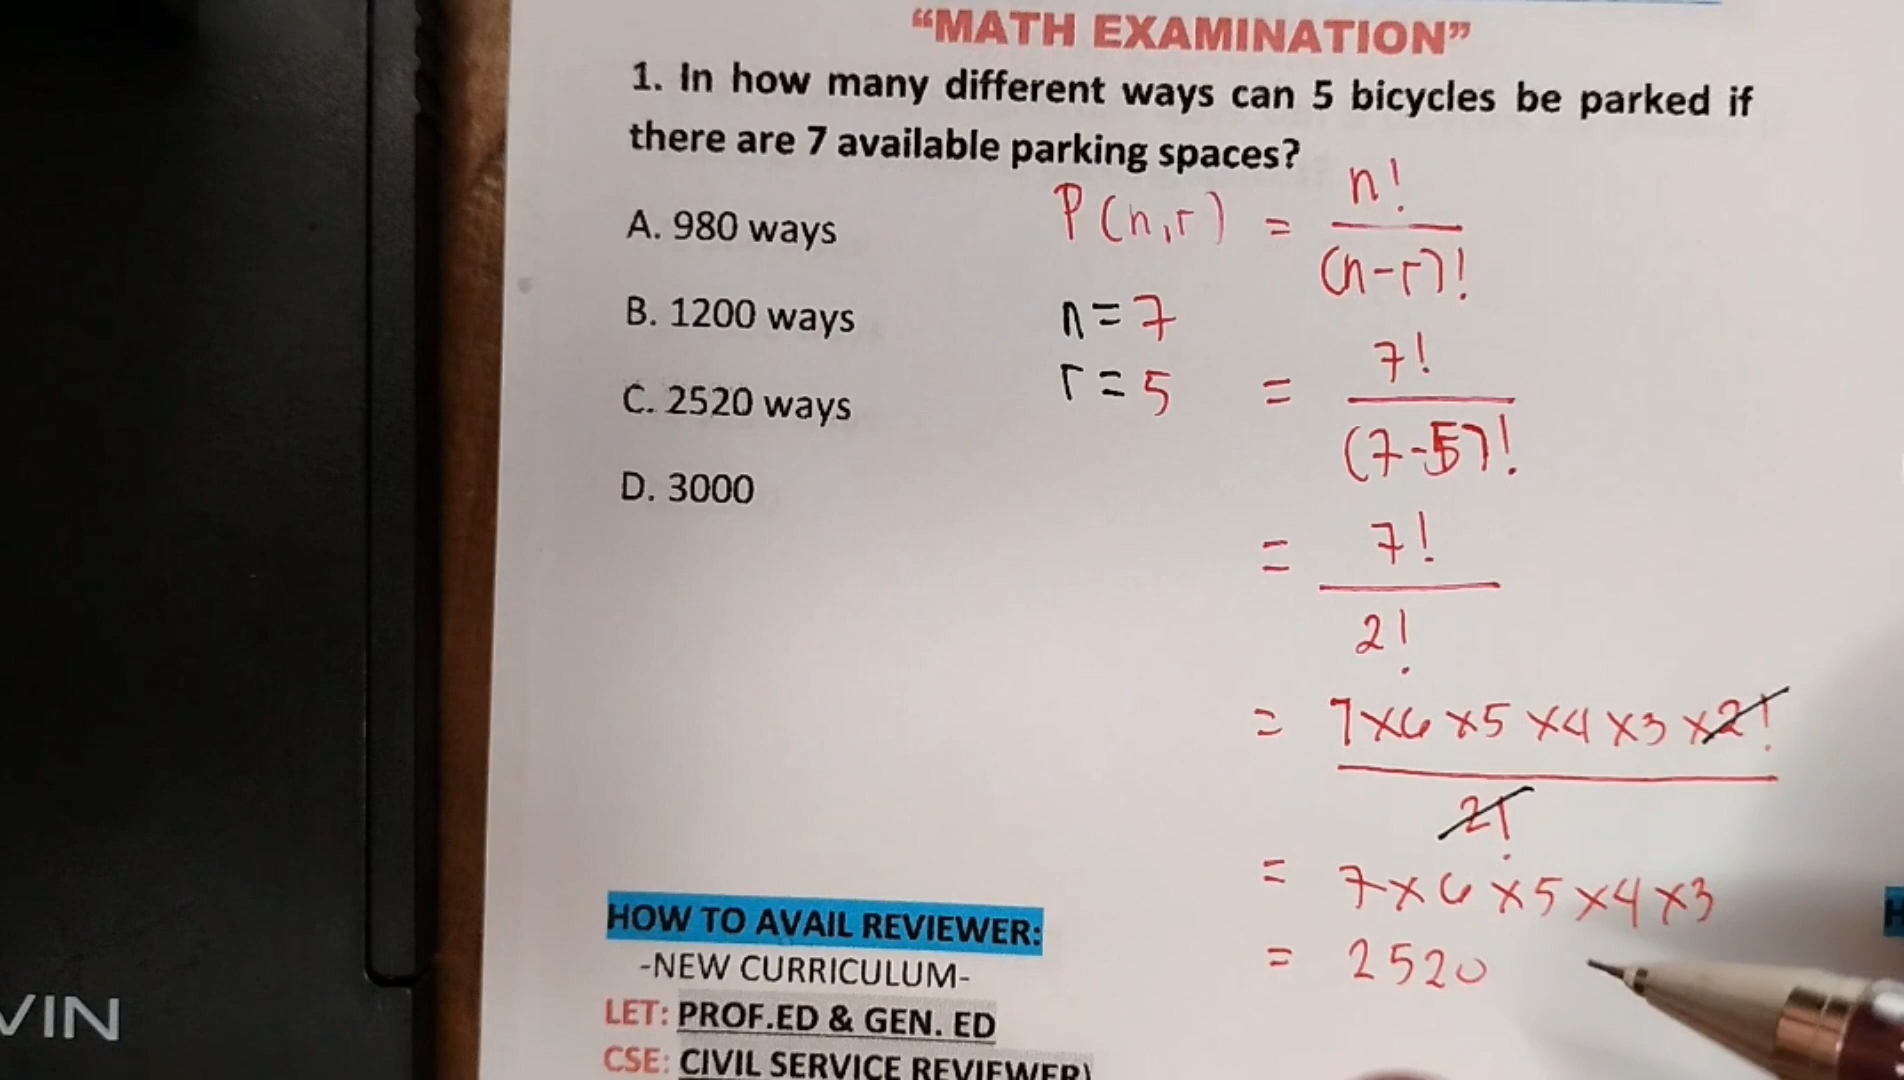 “MATH EXAMINATION”
1. In how many different ways can 5 bicycles be parked if
there are 7 available parking spaces?
A. 980 ways
B. 1200 ways
C. 2520 ways
D. 3000
P(n,r) = n!
(n-r)!
n=7
r=5
= 7!
(7-5)!
= 7!
2!
= 7×6×5×4×3×2!
2!
= 7×6×5×4×3
= 2520
HOW TO AVAIL REVIEWER:
-NEW CURRICULUM-
LET: PROF.ED & GEN. ED
CSE: CIVIL SERVICE REVIEWER)
VIN
H